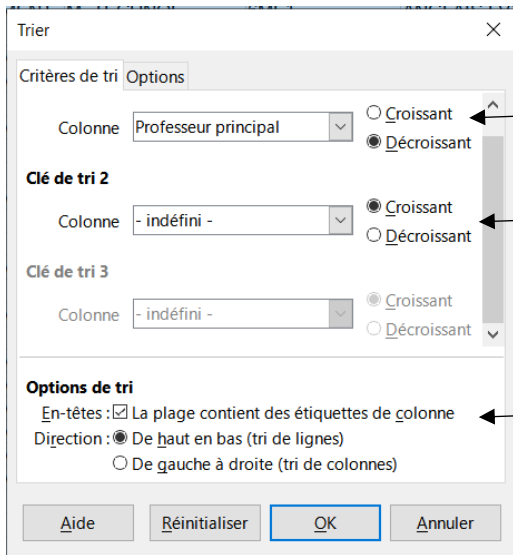 Trier
Critères de tri Options
Colonne Professeur principal
Croissant
Décroissant
Clé de tri 2
Colonne - indéfini -
Croissant
Décroissant
Clé de tri 3
Colonne - indéfini -
Croissant
Décroissant
Options de tri
En-têtes : La plage contient des étiquettes de colonne
Direction : De haut en bas (tri de lignes)
De gauche à droite (tri de colonnes)
Aide Réinitialiser OK Annuler